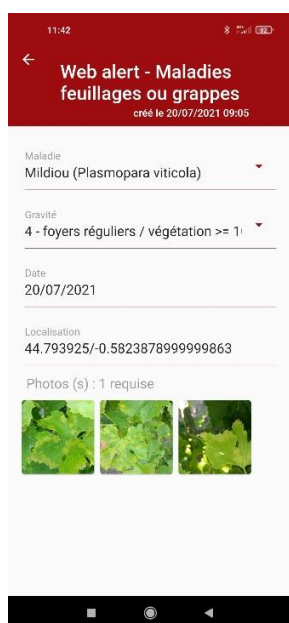 11:42
Web alert - Maladies
feuillages ou grappes
créé le 20/07/2021 09:05
Maladie
Mildiou (Plasmopara viticola)
Gravité
4 - foyers réguliers / végétation >= 1
Date
20/07/2021
Localisation
44.793925/-0.5823878999999863
Photos (s) : 1 requise